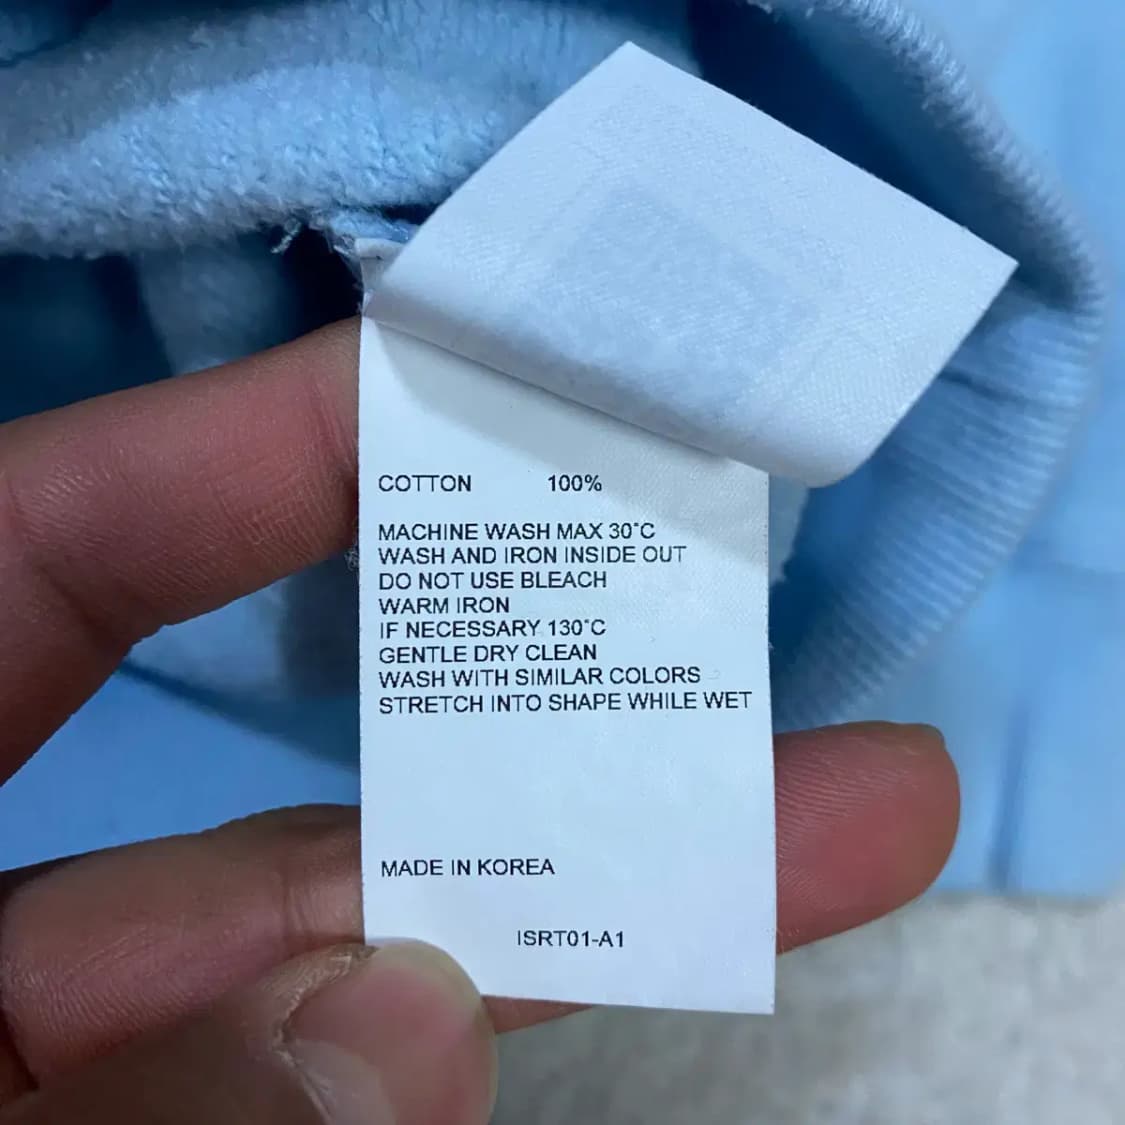 COTTON 100%
MACHINE WASH MAX 30°C
WASH AND IRON INSIDE OUT
DO NOT USE BLEACH
WARM IRON
IF NECESSARY 130°C
GENTLE DRY CLEAN
WASH WITH SIMILAR COLORS
STRETCH INTO SHAPE WHILE WET
MADE IN KOREA
ISRT01-A1